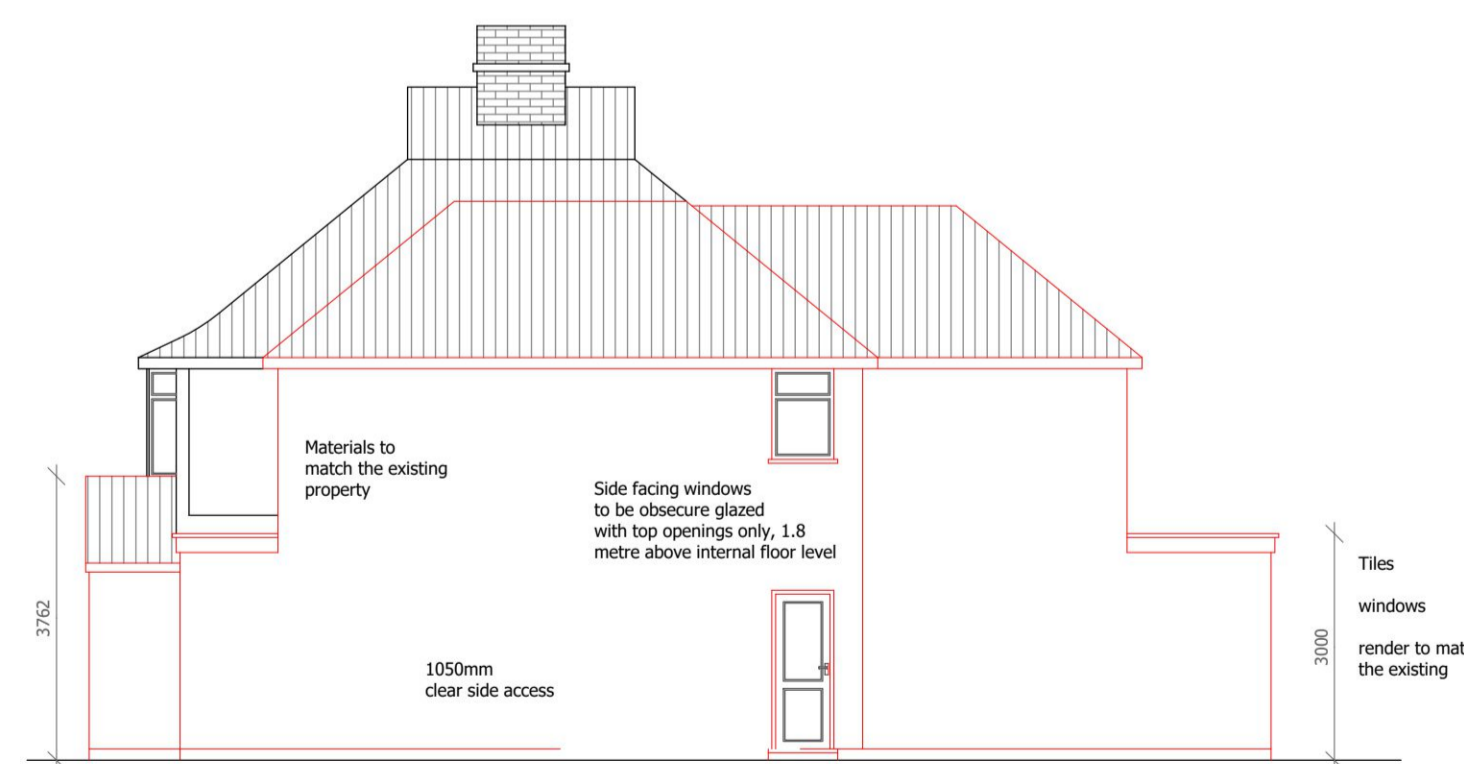 Materials to
match the existing
property
Side facing windows
to be obsecure glazed
with top openings only, 1.8
metre above internal floor level
3762
1050mm
clear side access
3000
Tiles
windows
render to mat
the existing